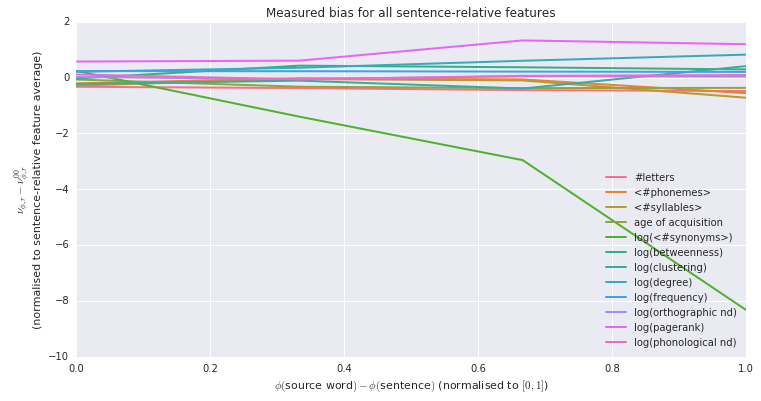 Measured bias for all sentence-relative features
2
0
−2
−4
−6
−8
−10
ν_{ϕ,r} − ν_{ϕ,r}^{00}
(normalised to sentence-relative feature average)
#letters
<#phonemes>
<#syllables>
age of acquisition
log(<#synonyms>)
log(betweenness)
log(clustering)
log(degree)
log(frequency)
log(orthographic nd)
log(pagerank)
log(phonological nd)
0.0 0.2 0.4 0.6 0.8 1.0
ϕ(source word) − ϕ(sentence) (normalised to [0, 1])